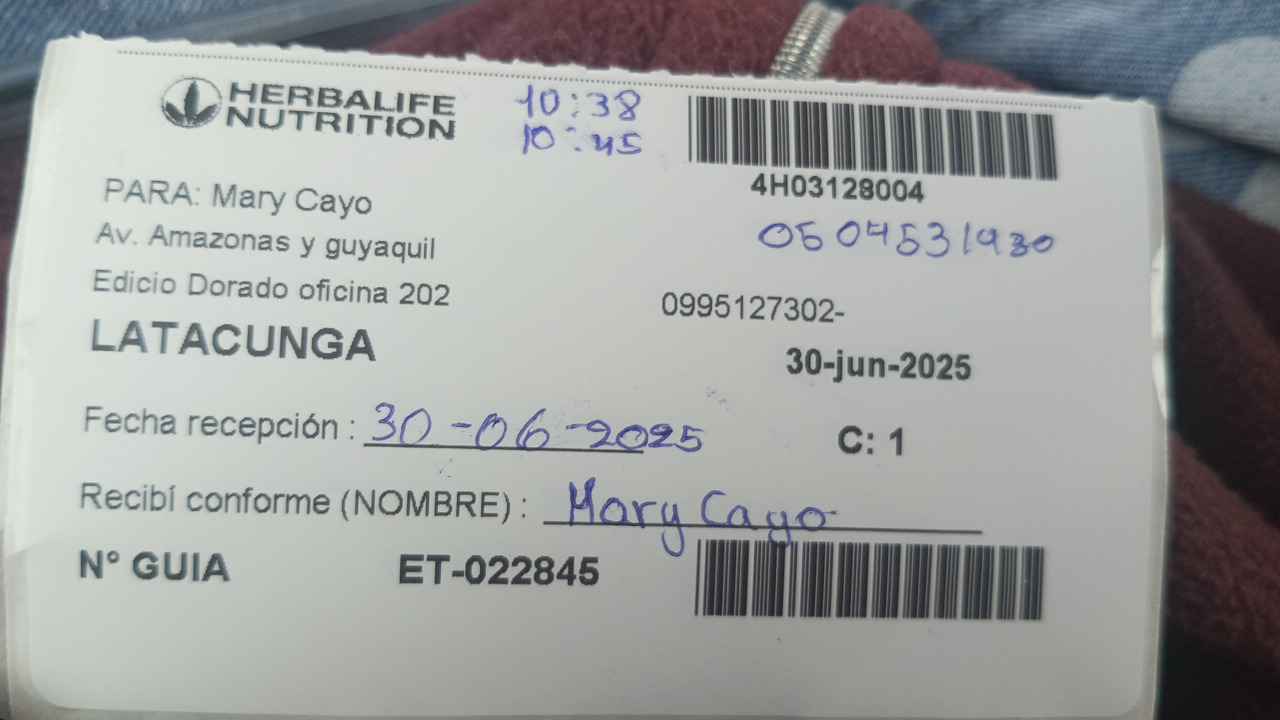 HERBALIFE
NUTRITION
10:38
10:45
4H03128004
PARA: Mary Cayo
0504531930
Av. Amazonas y guyaquil
Edicio Dorado oficina 202
0995127302-
LATACUNGA
30-jun-2025
Fecha recepción : 30-06-2025
C: 1
Recibí conforme (NOMBRE) : Mary Cayo
N° GUIA ET-022845